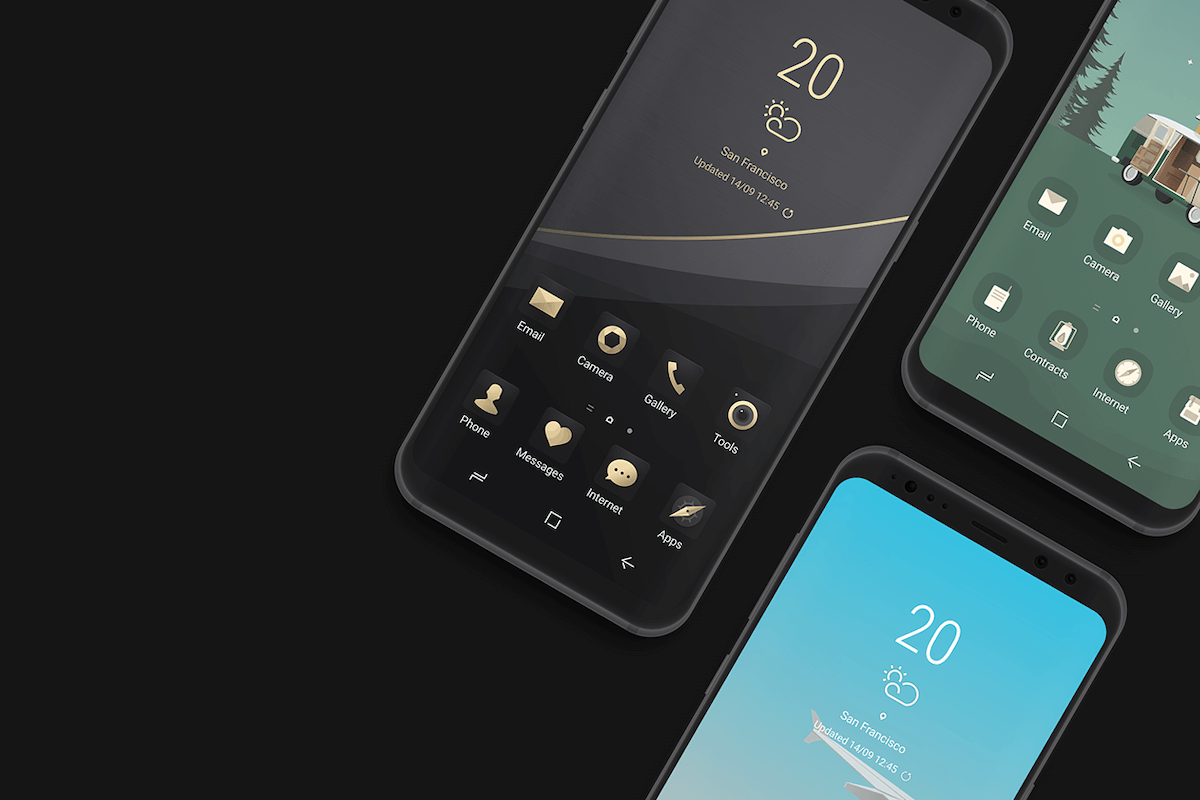 20
San Francisco
Updated 14/09 12:45
Email
Camera
Gallery
Tools
Phone
Messages
Internet
Apps
Email
Camera
Gallery
Phone
Contracts
Internet
Apps
20
San Francisco
Updated 14/09 12:45